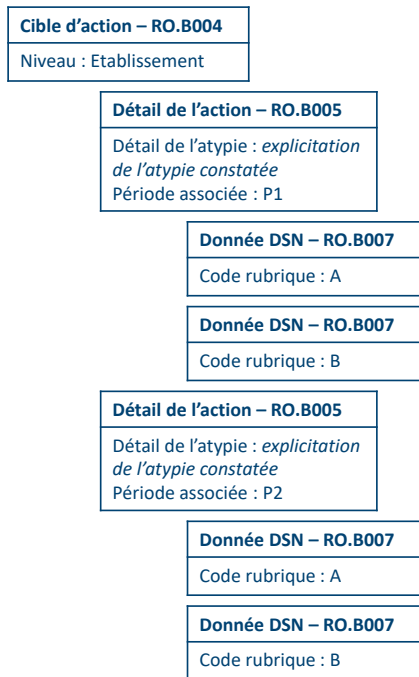 Cible d’action – RO.B004
Niveau : Etablissement
Détail de l’action – RO.B005
Détail de l’atypie : explicitation
de l’atypie constatée
Période associée : P1
Donnée DSN – RO.B007
Code rubrique : A
Donnée DSN – RO.B007
Code rubrique : B
Détail de l’action – RO.B005
Détail de l’atypie : explicitation
de l’atypie constatée
Période associée : P2
Donnée DSN – RO.B007
Code rubrique : A
Donnée DSN – RO.B007
Code rubrique : B